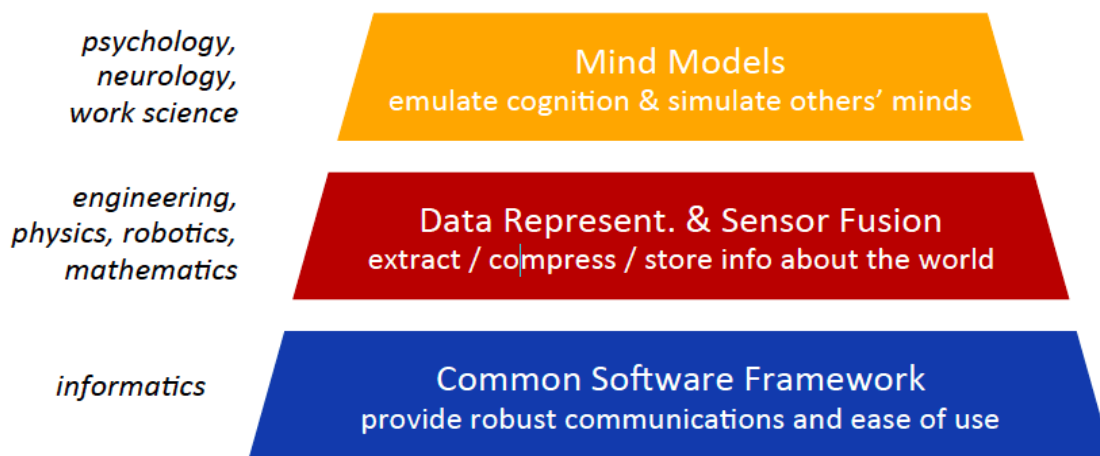 psychology,
neurology,
work science
Mind Models
emulate cognition & simulate others’ minds
engineering,
physics, robotics,
mathematics
Data Represent. & Sensor Fusion
extract / compress / store info about the world
informatics
Common Software Framework
provide robust communications and ease of use